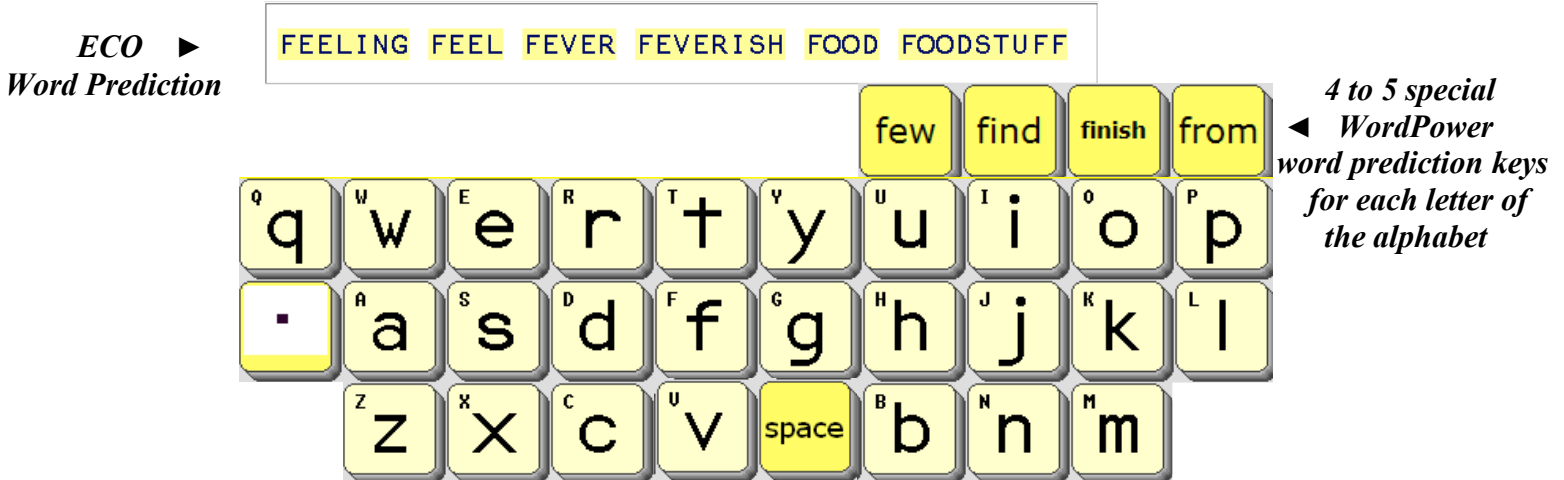 ECO ►
Word Prediction
FEELING FEEL FEVER FEVERISH FOOD FOODSTUFF
4 to 5 special
◄ WordPower
word prediction keys
for each letter of
the alphabet
few find finish from
Q q W w E e R r T t Y y U u I i O o P p
. A a S s D d F f G g H h J j K k L l
Z z X x C c V v space B b N n M m